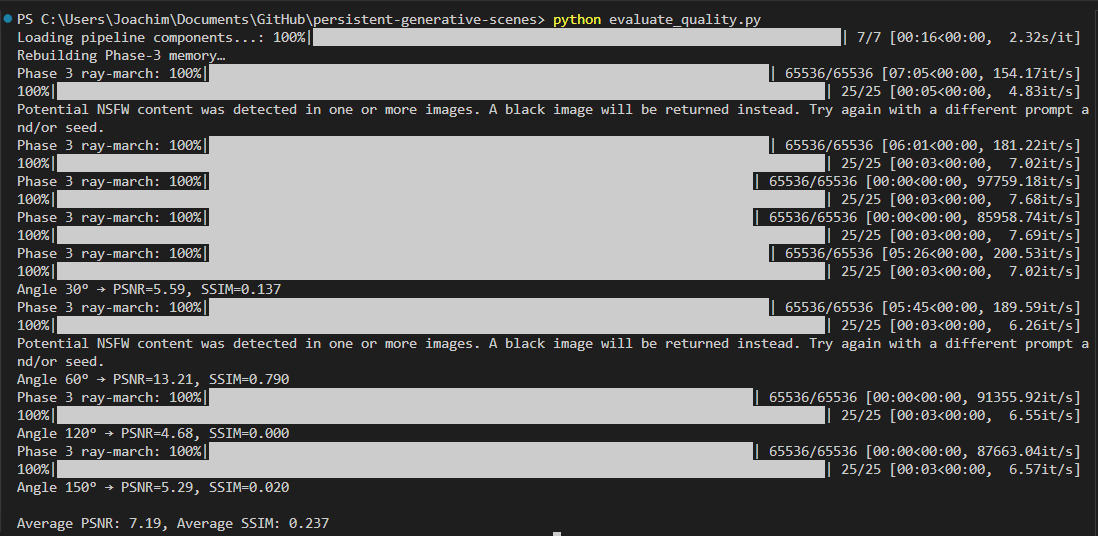 PS C:\Users\Joachim\Documents\GitHub\persistent-generative-scenes> python evaluate_quality.py
Loading pipeline components...: 100%| | 7/7 [00:16<00:00,  2.32s/it]
Rebuilding Phase-3 memory…
Phase 3 ray-march: 100%| | 65536/65536 [07:05<00:00, 154.17it/s]
100%| | 25/25 [00:05<00:00,  4.83it/s]
Potential NSFW content was detected in one or more images. A black image will be returned instead. Try again with a different prompt a
nd/or seed.
Phase 3 ray-march: 100%| | 65536/65536 [06:01<00:00, 181.22it/s]
100%| | 25/25 [00:03<00:00,  7.02it/s]
Phase 3 ray-march: 100%| | 65536/65536 [00:00<00:00, 97759.18it/s]
100%| | 25/25 [00:03<00:00,  7.68it/s]
Phase 3 ray-march: 100%| | 65536/65536 [00:00<00:00, 85958.74it/s]
100%| | 25/25 [00:03<00:00,  7.69it/s]
Phase 3 ray-march: 100%| | 65536/65536 [05:26<00:00, 200.53it/s]
100%| | 25/25 [00:03<00:00,  7.02it/s]
Angle 30° → PSNR=5.59, SSIM=0.137
Phase 3 ray-march: 100%| | 65536/65536 [05:45<00:00, 189.59it/s]
100%| | 25/25 [00:03<00:00,  6.26it/s]
Potential NSFW content was detected in one or more images. A black image will be returned instead. Try again with a different prompt a
nd/or seed.
Angle 60° → PSNR=13.21, SSIM=0.790
Phase 3 ray-march: 100%| | 65536/65536 [00:00<00:00, 91355.92it/s]
100%| | 25/25 [00:03<00:00,  6.55it/s]
Angle 120° → PSNR=4.68, SSIM=0.000
Phase 3 ray-march: 100%| | 65536/65536 [00:00<00:00, 87663.04it/s]
100%| | 25/25 [00:03<00:00,  6.57it/s]
Angle 150° → PSNR=5.29, SSIM=0.020
Average PSNR: 7.19, Average SSIM: 0.237